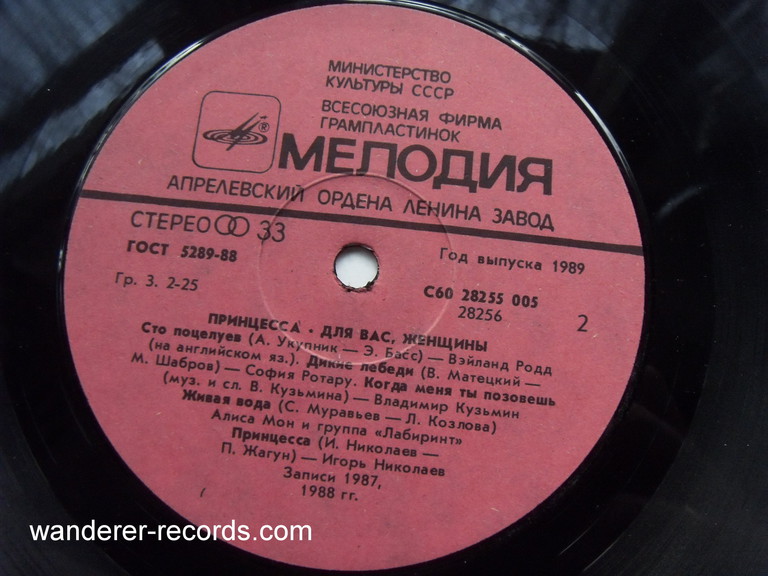 МИНИСТЕРСТВО
КУЛЬТУРЫ СССР
ВСЕСОЮЗНАЯ ФИРМА
ГРАМПЛАСТИНОК
МЕЛОДИЯ
АПРЕЛЕВСКИЙ ОРДЕНА ЛЕНИНА ЗАВОД
СТЕРЕО 33
ГОСТ 5289-88
Гр. 3. 2-25
Год выпуска 1989
С60 28255 005
28256
2
ПРИНЦЕССА · ДЛЯ ВАС, ЖЕНЩИНЫ
Сто поцелуев (А. Укупник — Э. Басс) — Вэйланд Родд
(на английском яз.). Дикие лебеди (В. Матецкий —
М. Шабров) — София Ротару. Когда меня ты позовешь
(муз. и сл. В. Кузьмина) — Владимир Кузьмин
Живая вода (С. Муравьев — Л. Козлова)
Алиса Мон и группа «Лабиринт»
Принцесса (И. Николаев —
П. Жагун) — Игорь Николаев
Записи 1987,
1988 гг.
wanderer-records.com